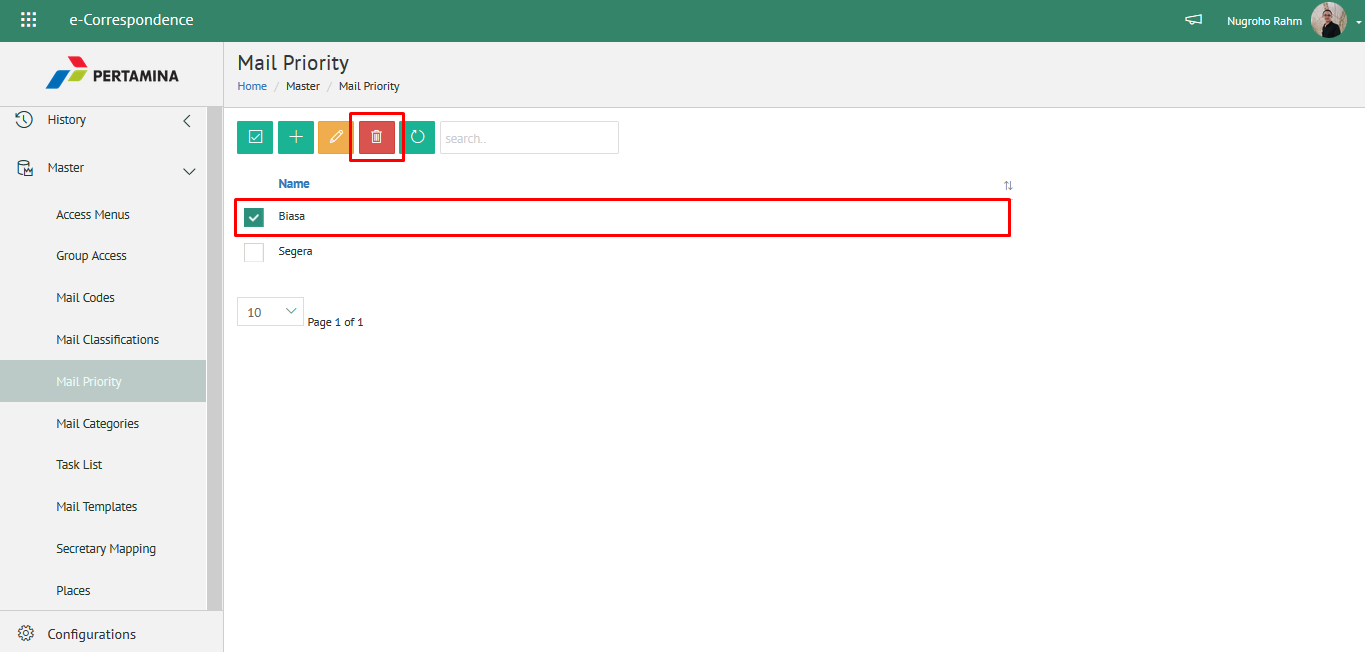 e-Correspondence
Nugroho Rahm
PERTAMINA
Mail Priority
Home / Master / Mail Priority
History
Master
Access Menus
Group Access
Mail Codes
Mail Classifications
Mail Priority
Mail Categories
Task List
Mail Templates
Secretary Mapping
Places
Configurations
search..
Name
Biasa
Segera
10
Page 1 of 1